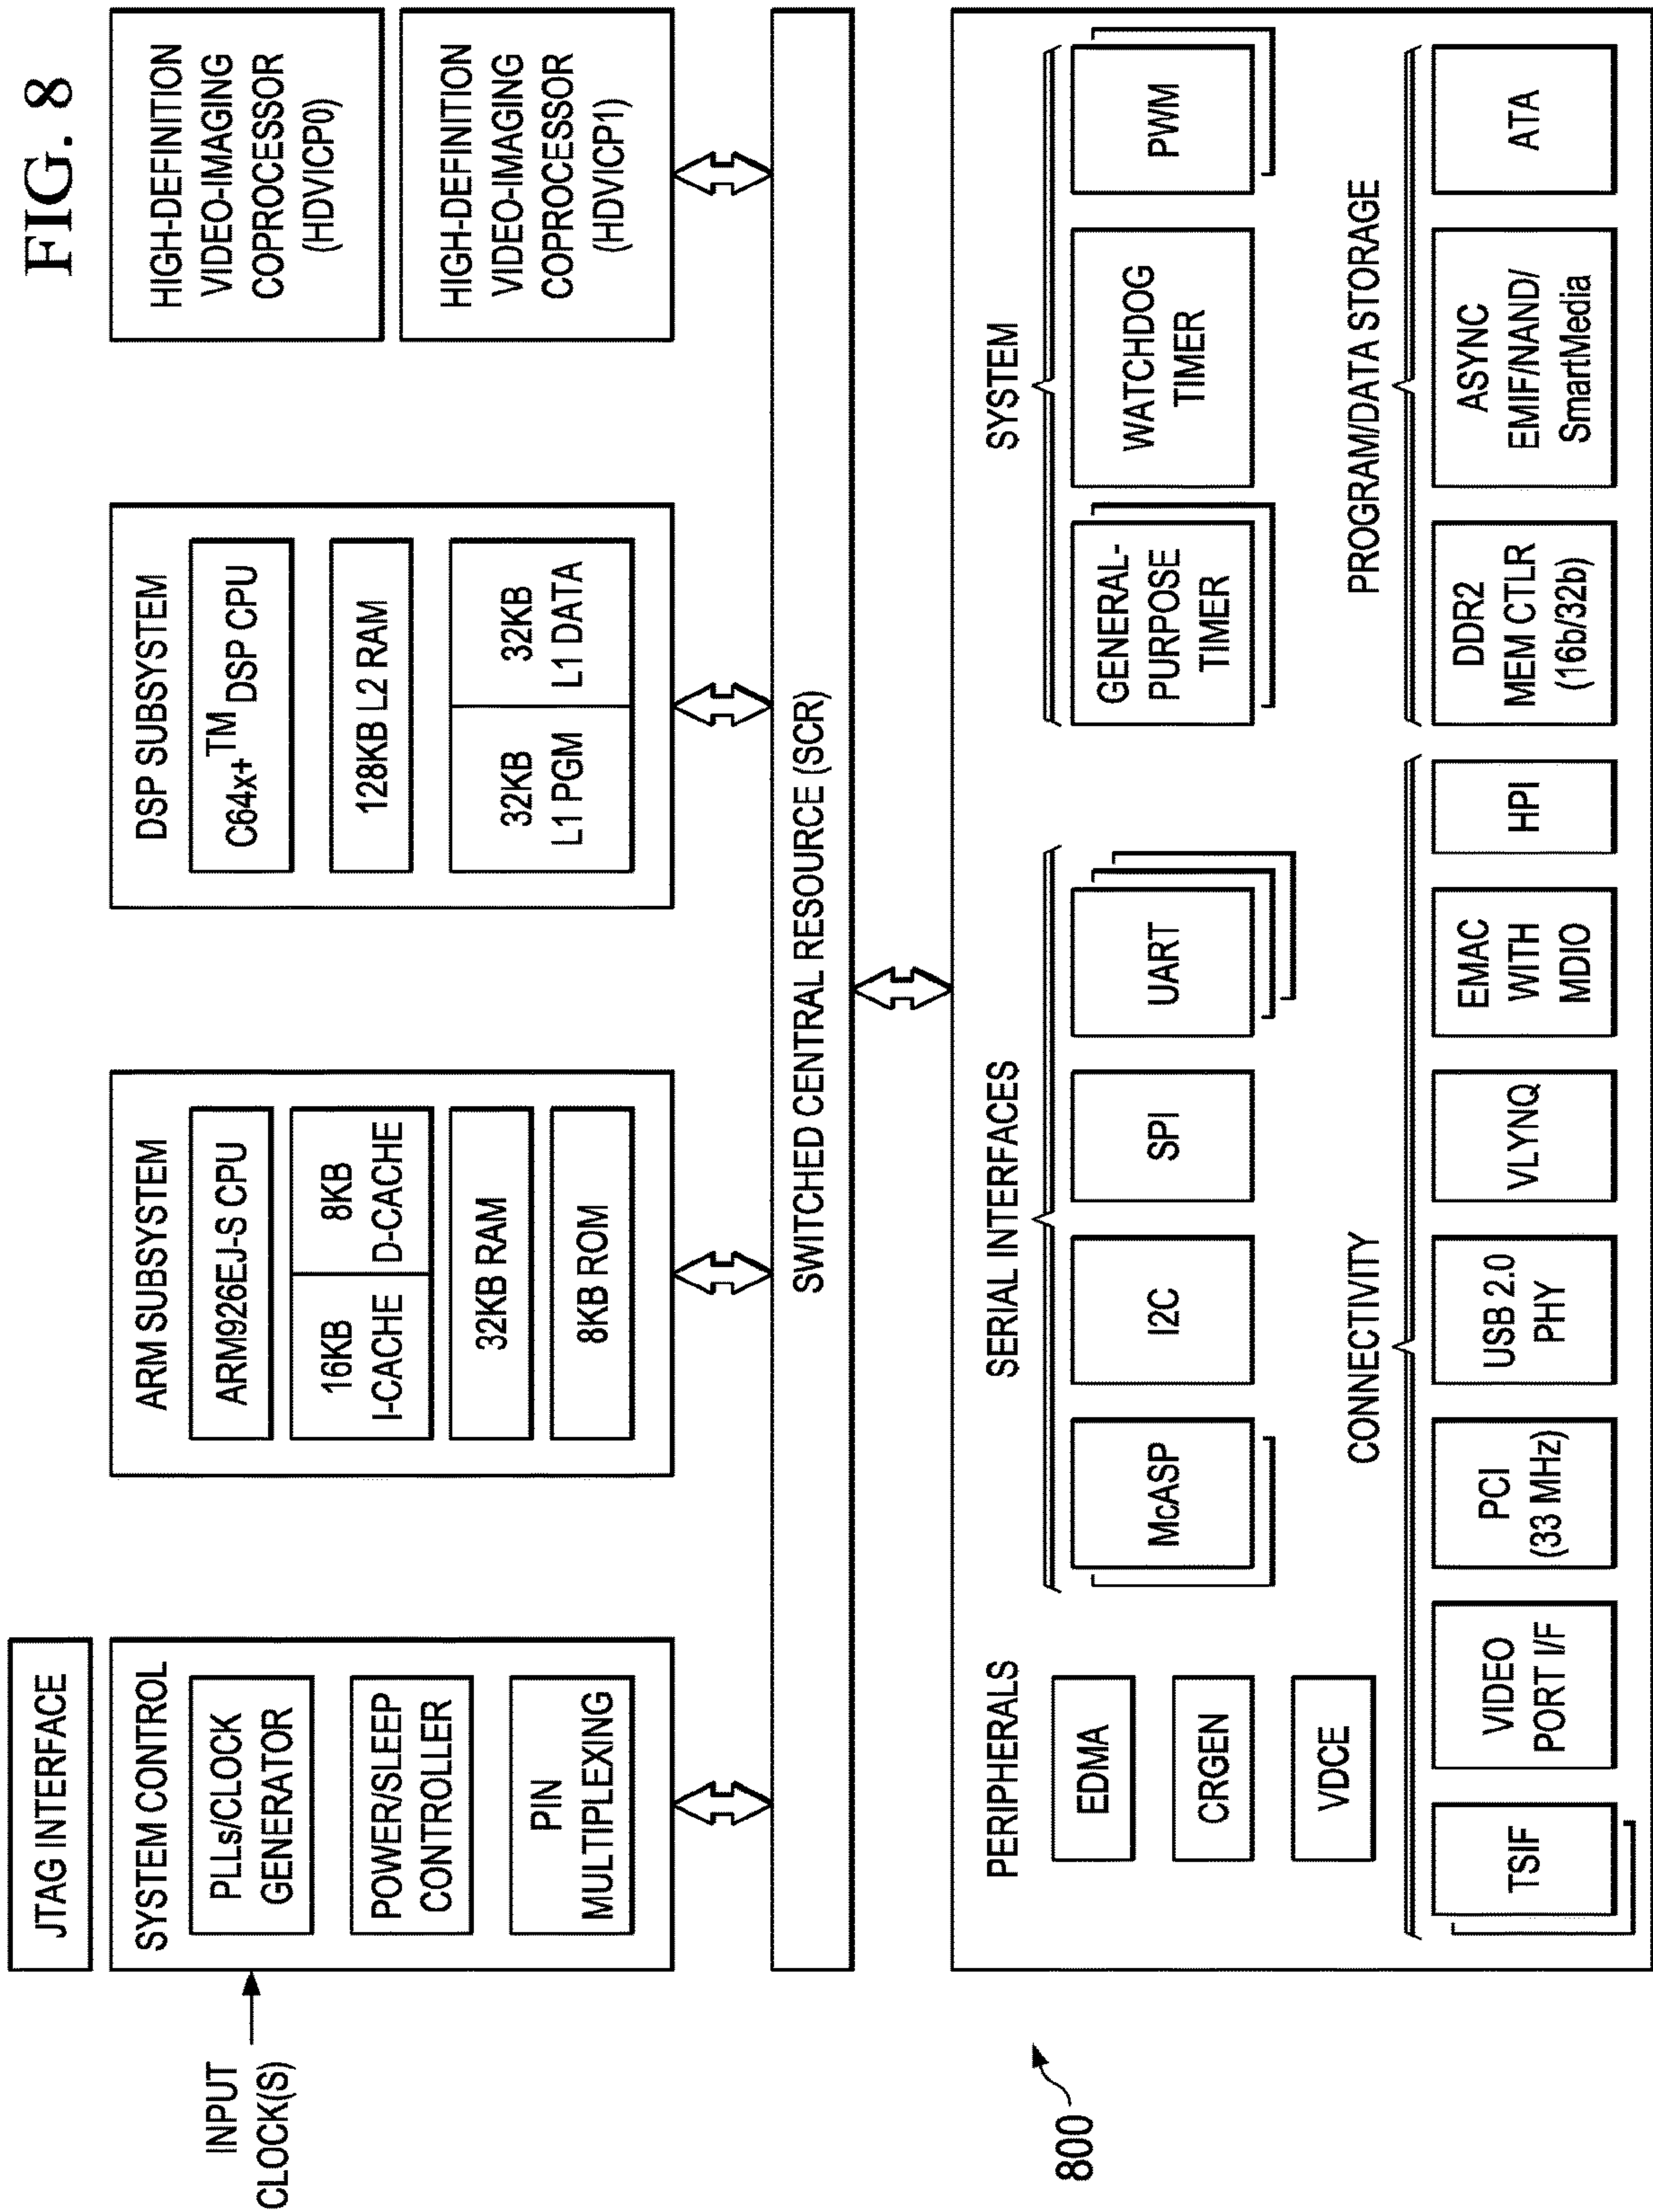 FIG. 8
JTAG INTERFACE
INPUT
CLOCK(S)
SYSTEM CONTROL
PLLs/CLOCK
GENERATOR
POWER/SLEEP
CONTROLLER
PIN
MULTIPLEXING
ARM SUBSYSTEM
ARM926EJ-S CPU
16KB
I-CACHE
8KB
D-CACHE
32KB RAM
8KB ROM
DSP SUBSYSTEM
C64x+™ DSP CPU
128KB L2 RAM
32KB
L1 PGM
32KB
L1 DATA
HIGH-DEFINITION
VIDEO-IMAGING
COPROCESSOR
(HDVICP0)
HIGH-DEFINITION
VIDEO-IMAGING
COPROCESSOR
(HDVICP1)
SWITCHED CENTRAL RESOURCE (SCR)
PERIPHERALS
EDMA
CRGEN
VDCE
SERIAL INTERFACES
McASP
I2C
SPI
UART
SYSTEM
GENERAL-
PURPOSE
TIMER
WATCHDOG
TIMER
PWM
CONNECTIVITY
TSIF
VIDEO
PORT I/F
PCI
(33 MHz)
USB 2.0
PHY
VLYNQ
EMAC
WITH
MDIO
HPI
PROGRAM/DATA STORAGE
DDR2
MEM CTLR
(16b/32b)
ASYNC
EMIF/NAND/
SmartMedia
ATA
800